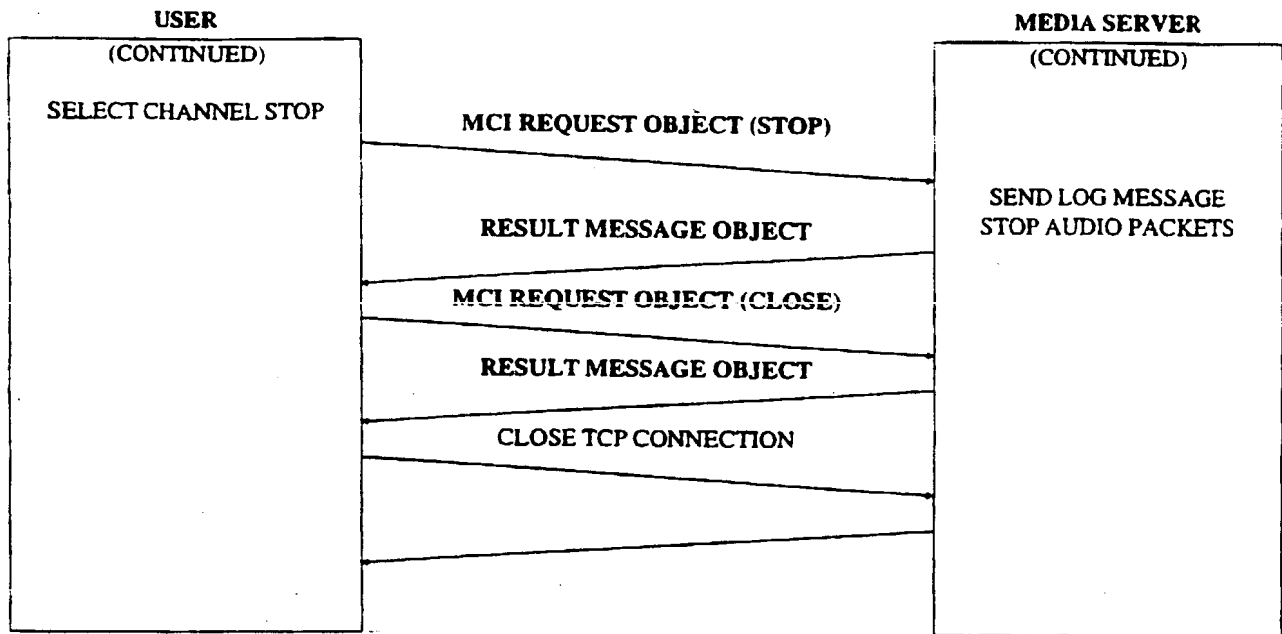 USER
(CONTINUED)
SELECT CHANNEL STOP
MEDIA SERVER
(CONTINUED)
MCI REQUEST OBJECT (STOP)
SEND LOG MESSAGE
STOP AUDIO PACKETS
RESULT MESSAGE OBJECT
MCI REQUEST OBJECT (CLOSE)
RESULT MESSAGE OBJECT
CLOSE TCP CONNECTION